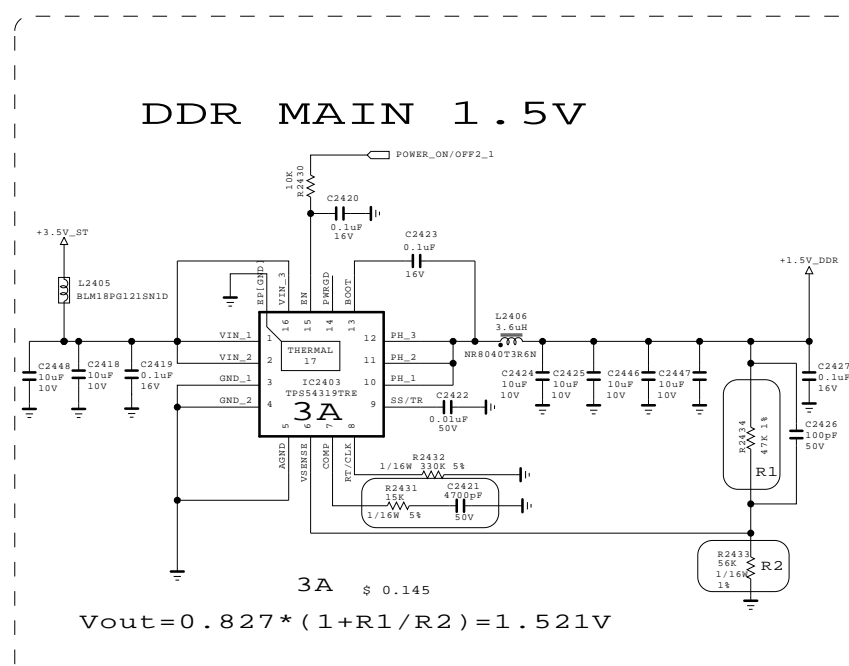 DDR MAIN 1.5V
POWER_ON/OFF2_1
10K
R2430
C2420
0.1uF
16V
C2423
0.1uF
16V
+3.5V_ST
+1.5V_DDR
L2405
BLM18PG121SN1D
EP[GND]
VIN_3
EN
PWRGD
BOOT
16
15
14
13
L2406
3.6uH
NR8040T3R6N
VIN_1
1
VIN_2
2
GND_1
3
GND_2
4
THERMAL
17
IC2403
TPS54319TRE
3A
12
PH_3
11
PH_2
10
PH_1
9
SS/TR
C2448
10uF
10V
C2418
10uF
10V
C2419
0.1uF
16V
C2422
0.01uF
50V
C2424
10uF
10V
C2425
10uF
10V
C2446
10uF
10V
C2447
10uF
10V
C2427
0.1uF
16V
R2434
47K 1%
R1
C2426
100pF
50V
5
6
7
8
AGND
VSENSE
COMP
RT/CLK
R2432
1/16W 330K 5%
R2431
15K
1/16W 5%
C2421
4700pF
50V
R2433
56K
1/16W
1%
R2
3A
$ 0.145
Vout=0.827*(1+R1/R2)=1.521V